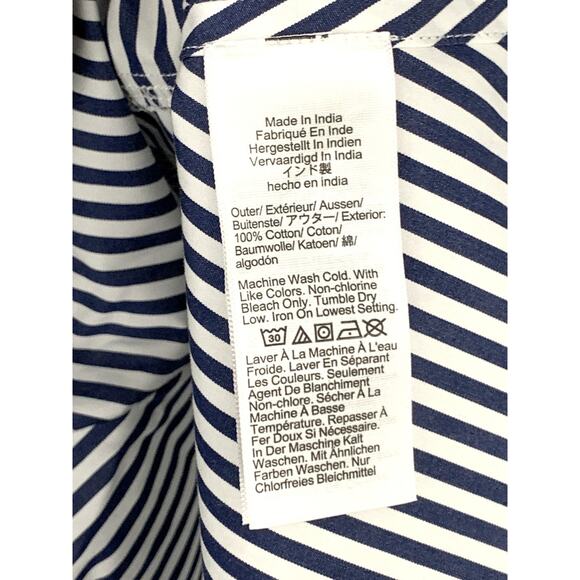 Made In India
Fabriqué En Inde
Hergestellt In Indien
Vervaardigd In India
インド製
hecho en india
Outer/ Extérieur/ Aussen/
Buitenste/ アウター/ Exterior:
100% Cotton/ Coton/
Baumwolle/ Katoen/ 綿/
algodón
Machine Wash Cold. With
Like Colors. Non-chlorine
Bleach Only. Tumble Dry
Low. Iron On Lowest Setting.
30
Laver À La Machine À L'eau
Froide. Laver En Séparant
Les Couleurs. Seulement
Agent De Blanchiment
Non-chlore. Sécher À La
Machine À Basse
Température. Repasser À
Fer Doux Si Nécessaire.
In Der Maschine Kalt
Waschen. Mit Ähnlichen
Farben Waschen. Nur
Chlorfreies Bleichmittel